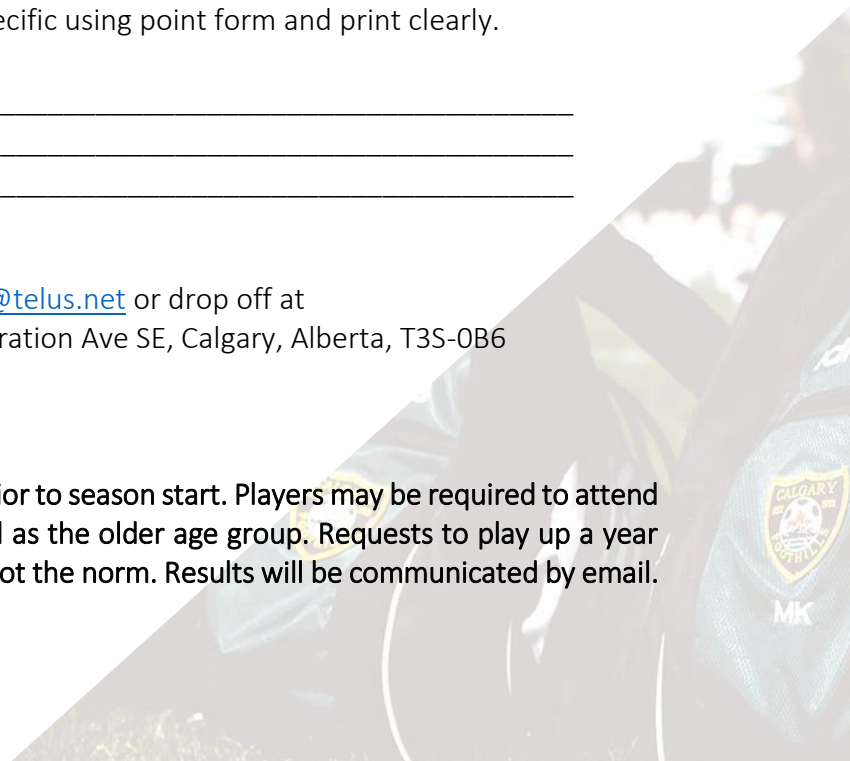 ecific using point form and print clearly.
@telus.net or drop off at
ration Ave SE, Calgary, Alberta, T3S-0B6
ior to season start. Players may be required to attend
l as the older age group. Requests to play up a year
ot the norm. Results will be communicated by email.
CALGARY
FOOTHILLS
MK